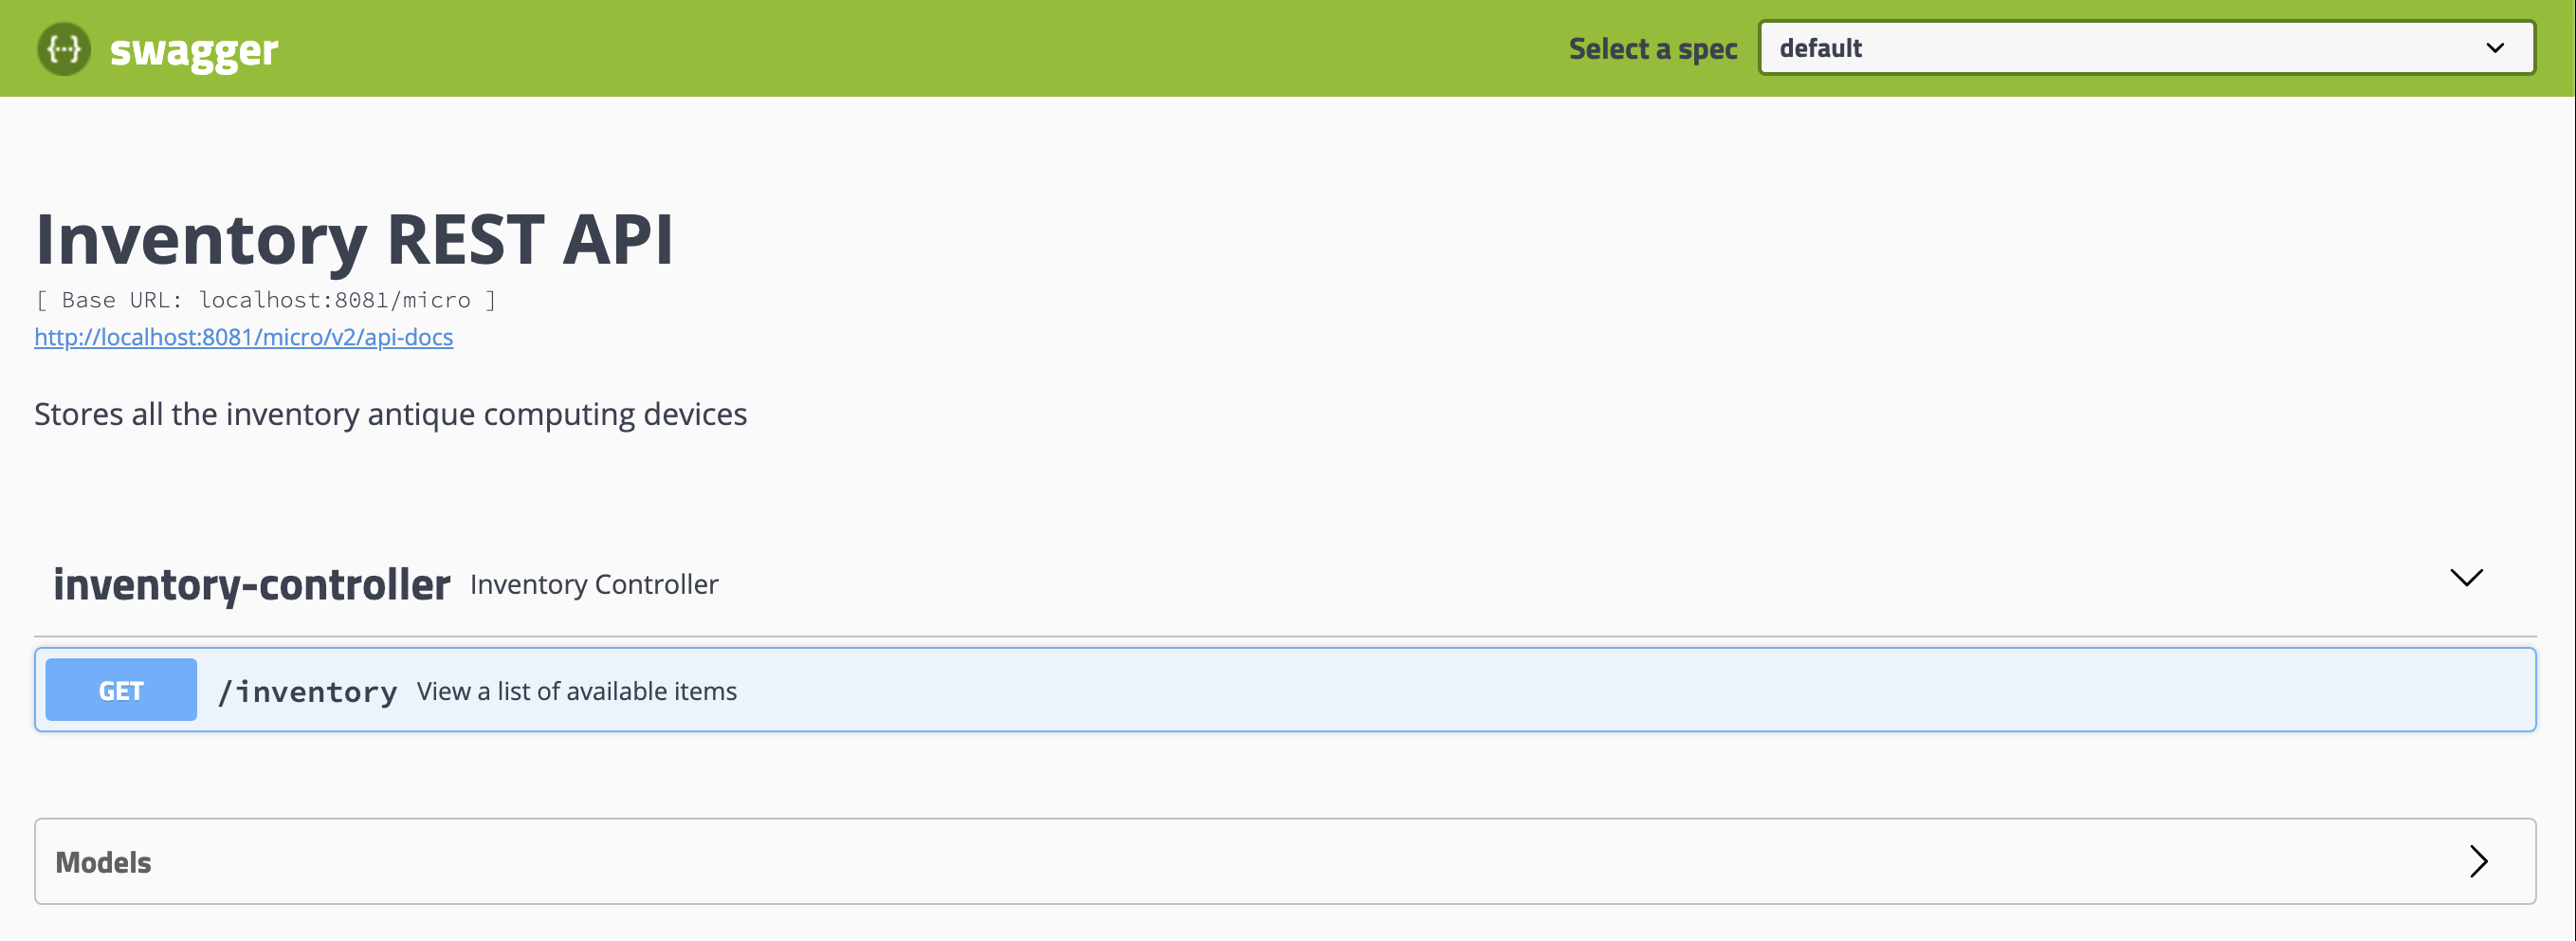 {···} swagger
Select a spec default
Inventory REST API
[ Base URL: localhost:8081/micro ]
http://localhost:8081/micro/v2/api-docs
Stores all the inventory antique computing devices
inventory-controller Inventory Controller
GET /inventory View a list of available items
Models